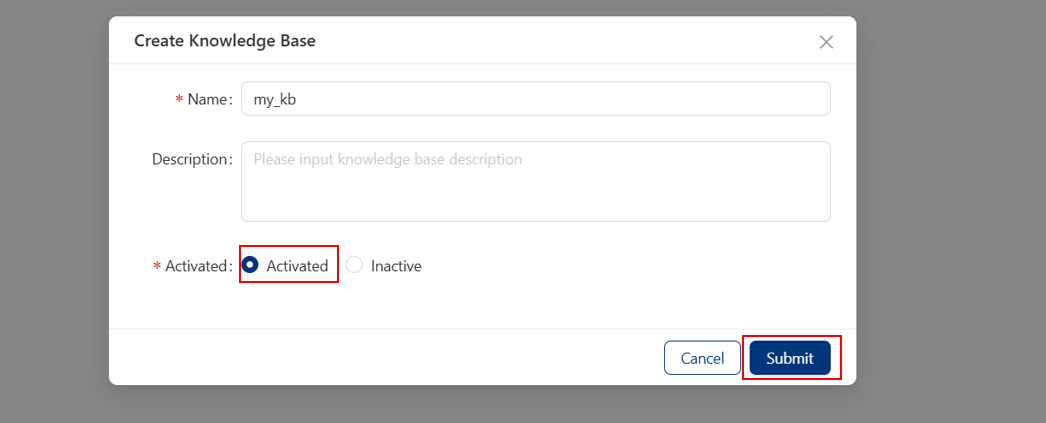 Create Knowledge Base
* Name: my_kb
Description: Please input knowledge base description
* Activated: Activated Inactive
Cancel Submit